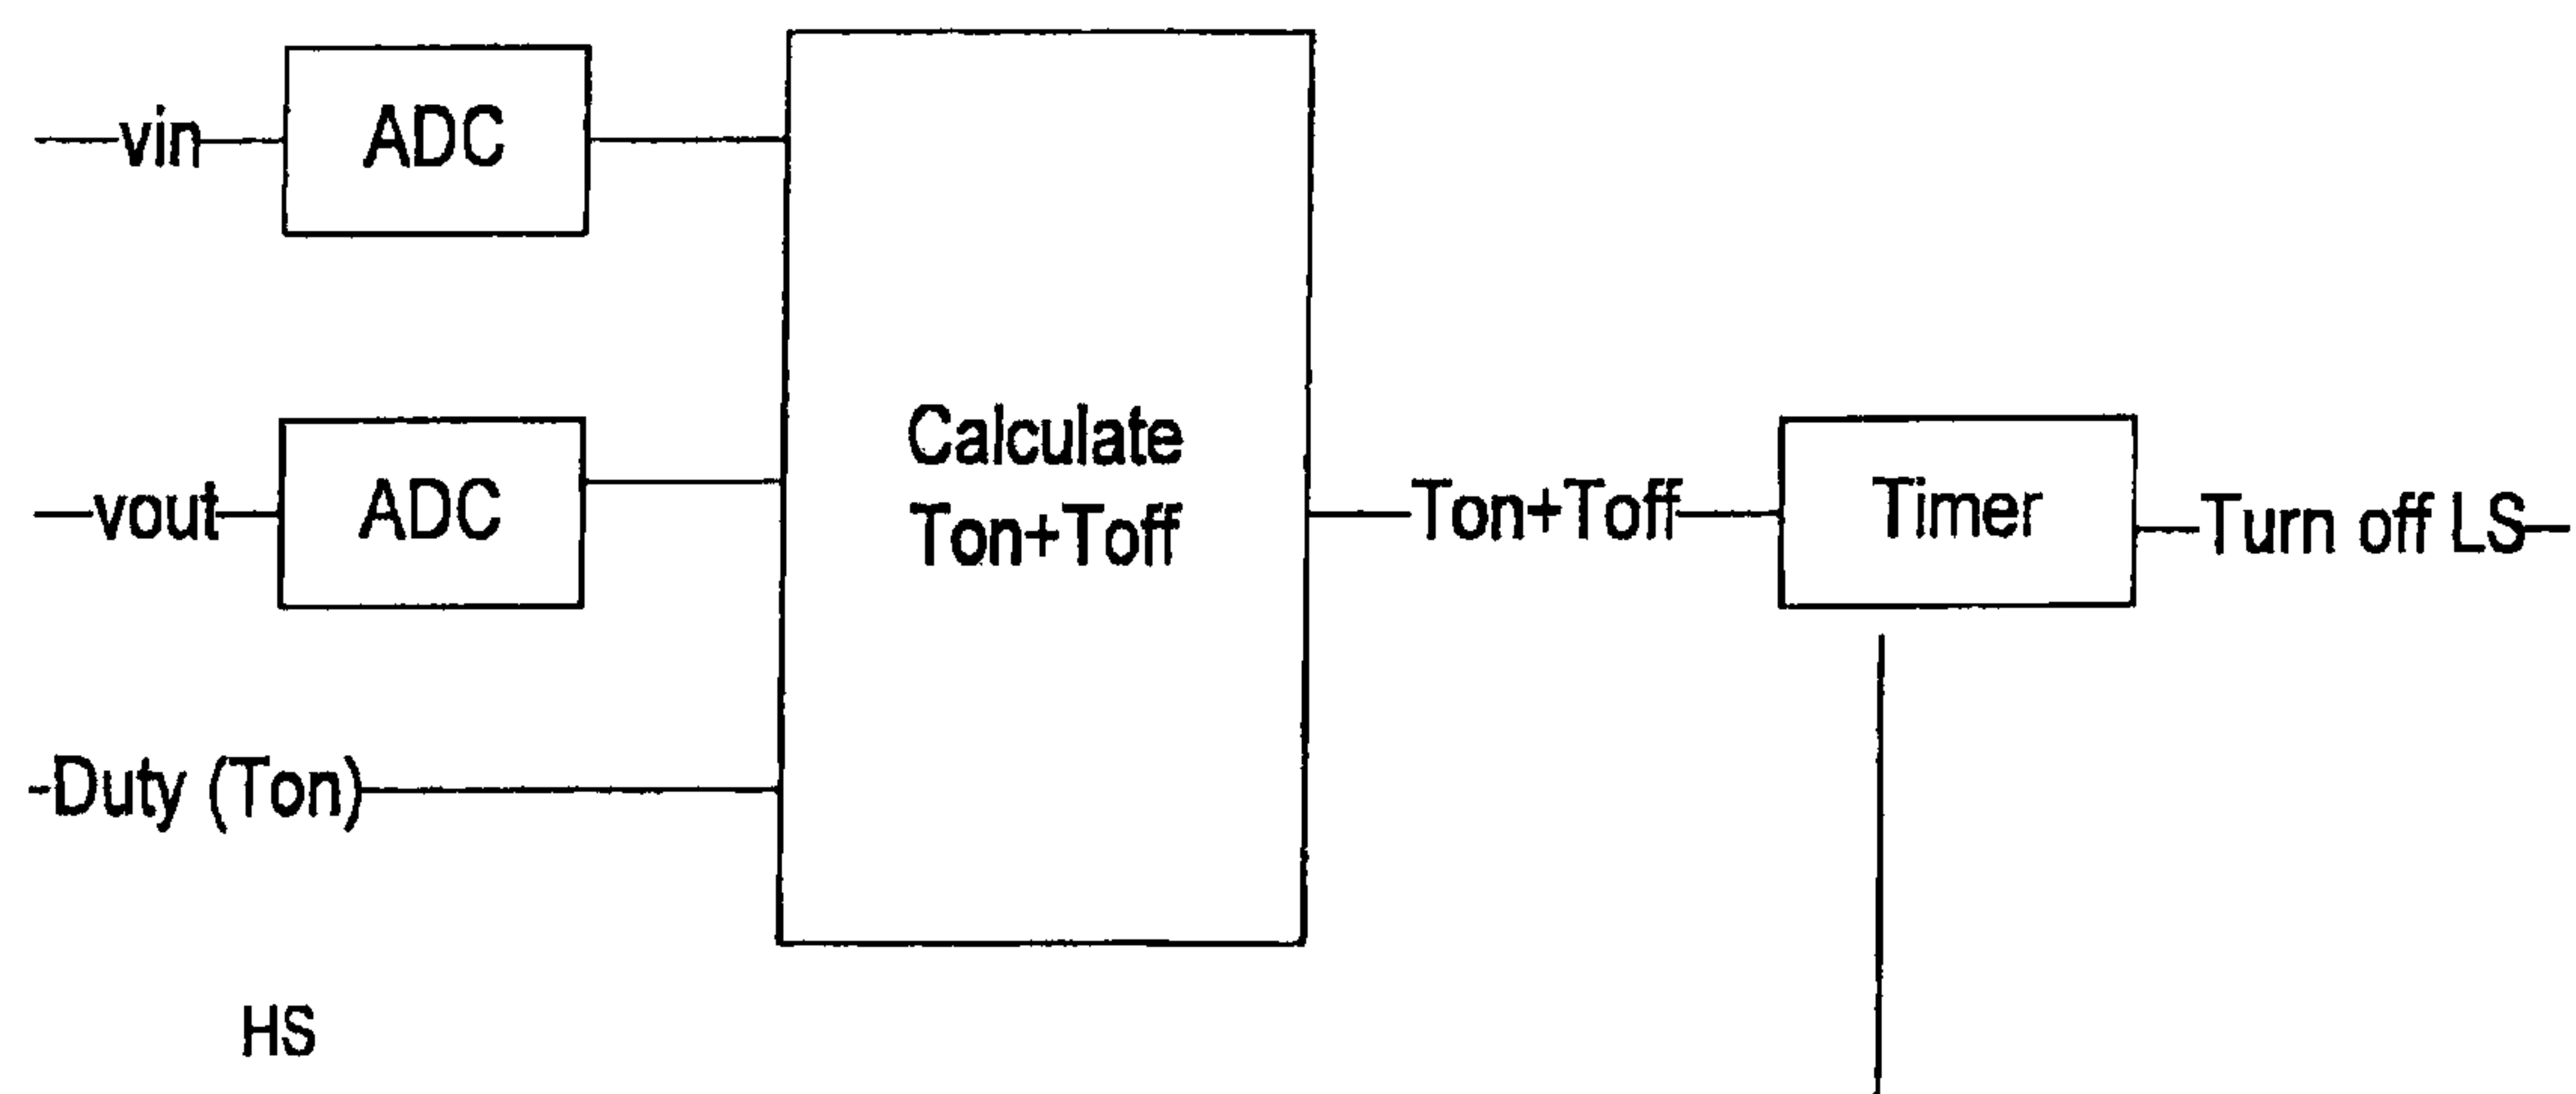 vin
ADC
vout
ADC
Duty (Ton)
HS
Calculate
Ton+Toff
Ton+Toff
Timer
Turn off LS